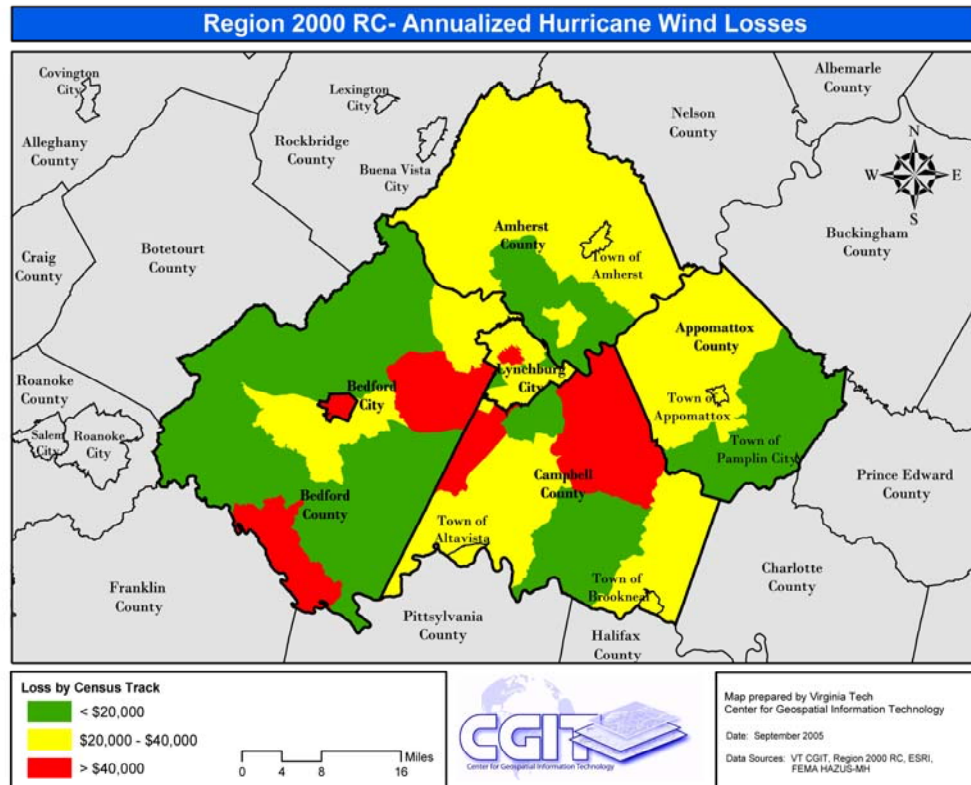 Region 2000 RC- Annualized Hurricane Wind Losses
Covington
City
Lexington
City
Albemarle
County
Nelson
County
Alleghany
County
Rockbridge
County
Buena Vista
City
N
W E
S
Buckingham
County
Amherst
County
Craig
County
Botetourt
County
Town of
Amherst
Appomattox
County
Roanoke
County
Bedford
City
Lynchburg
City
Town of
Appomattox
Salem
City
Roanoke
City
Town of
Pamplin City
Prince Edward
County
Campbell
County
Bedford
County
Town of
Altavista
Charlotte
County
Franklin
County
Town of
Brookneal
Pittsylvania
County
Halifax
County
Loss by Census Track
< $20,000
$20,000 - $40,000
> $40,000
Miles
0 4 8 16
CGIT
Center for Geospatial Information Technology
Map prepared by Virginia Tech
Center for Geospatial Information Technology
Date: September 2005
Data Sources: VT CGIT, Region 2000 RC, ESRI,
FEMA HAZUS-MH